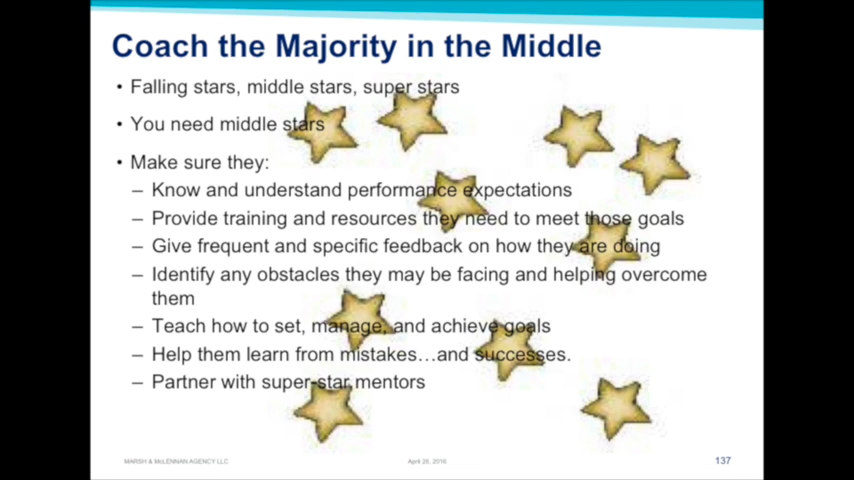 Coach the Majority in the Middle
• Falling stars, middle stars, super stars
• You need middle stars
• Make sure they:
– Know and understand performance expectations
– Provide training and resources they need to meet those goals
– Give frequent and specific feedback on how they are doing
– Identify any obstacles they may be facing and helping overcome
them
– Teach how to set, manage, and achieve goals
– Help them learn from mistakes…and successes.
– Partner with super-star mentors
MARSH & McLENNAN AGENCY LLC
April 28, 2016
137